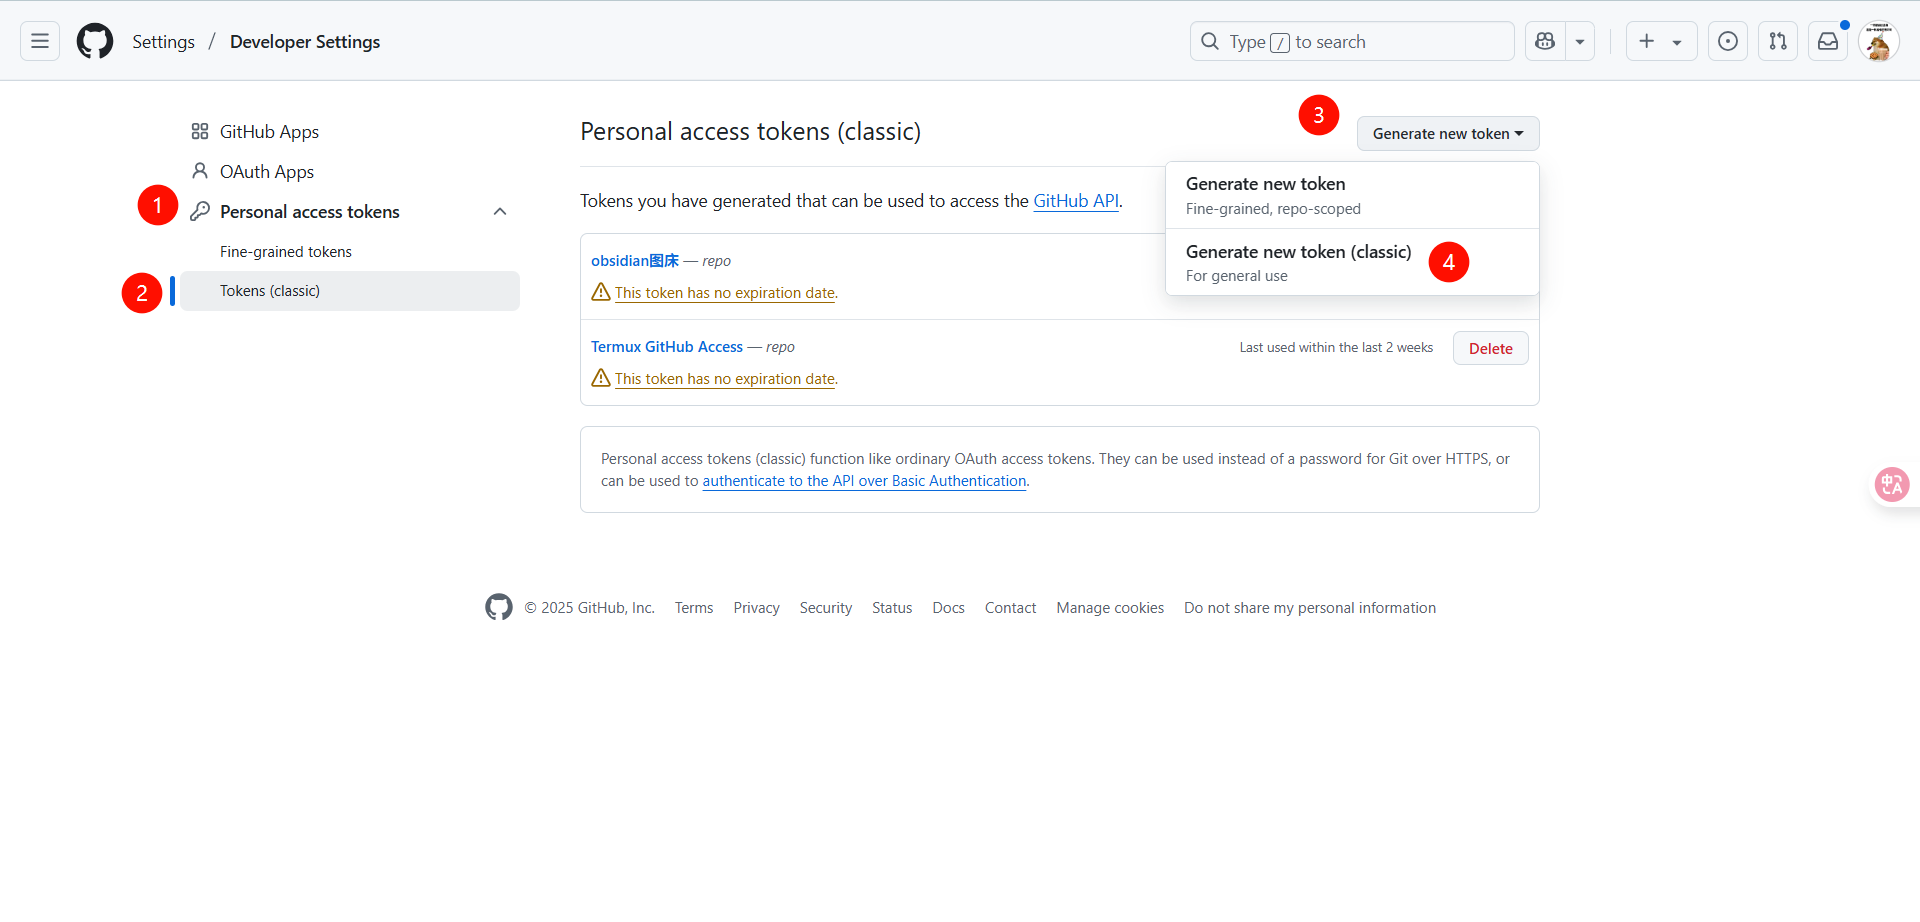 Settings / Developer Settings
Type / to search
GitHub Apps
OAuth Apps
1
Personal access tokens
Fine-grained tokens
2
Tokens (classic)
Personal access tokens (classic)
3
Generate new token
Generate new token
Fine-grained, repo-scoped
Generate new token (classic)
4
For general use
Tokens you have generated that can be used to access the GitHub API.
obsidian图床 — repo
This token has no expiration date.
Termux GitHub Access — repo
Last used within the last 2 weeks
Delete
This token has no expiration date.
Personal access tokens (classic) function like ordinary OAuth access tokens. They can be used instead of a password for Git over HTTPS, or
can be used to authenticate to the API over Basic Authentication.
中A
© 2025 GitHub, Inc. Terms Privacy Security Status Docs Contact Manage cookies Do not share my personal information